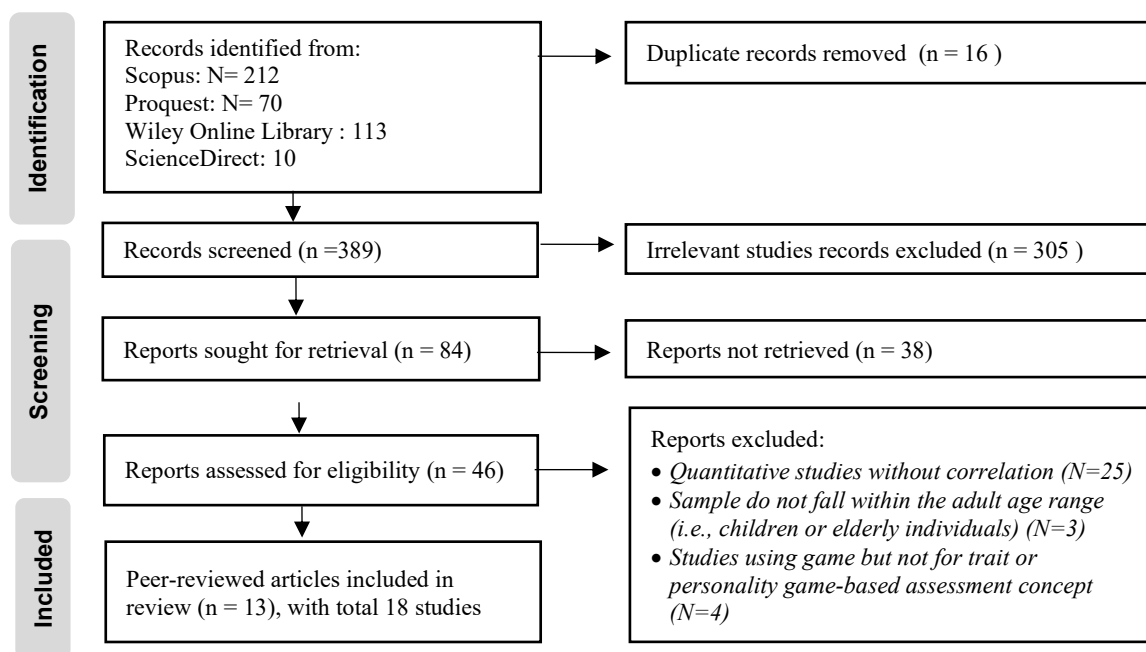 Identification
Records identified from:
Scopus: N= 212
Proquest: N= 70
Wiley Online Library : 113
ScienceDirect: 10
Duplicate records removed (n = 16 )
Screening
Records screened (n =389)
Irrelevant studies records excluded (n = 305 )
Reports sought for retrieval (n = 84)
Reports not retrieved (n = 38)
Reports assessed for eligibility (n = 46)
Reports excluded:
• Quantitative studies without correlation (N=25)
• Sample do not fall within the adult age range
(i.e., children or elderly individuals) (N=3)
• Studies using game but not for trait or
personality game-based assessment concept
(N=4)
Included
Peer-reviewed articles included in
review (n = 13), with total 18 studies